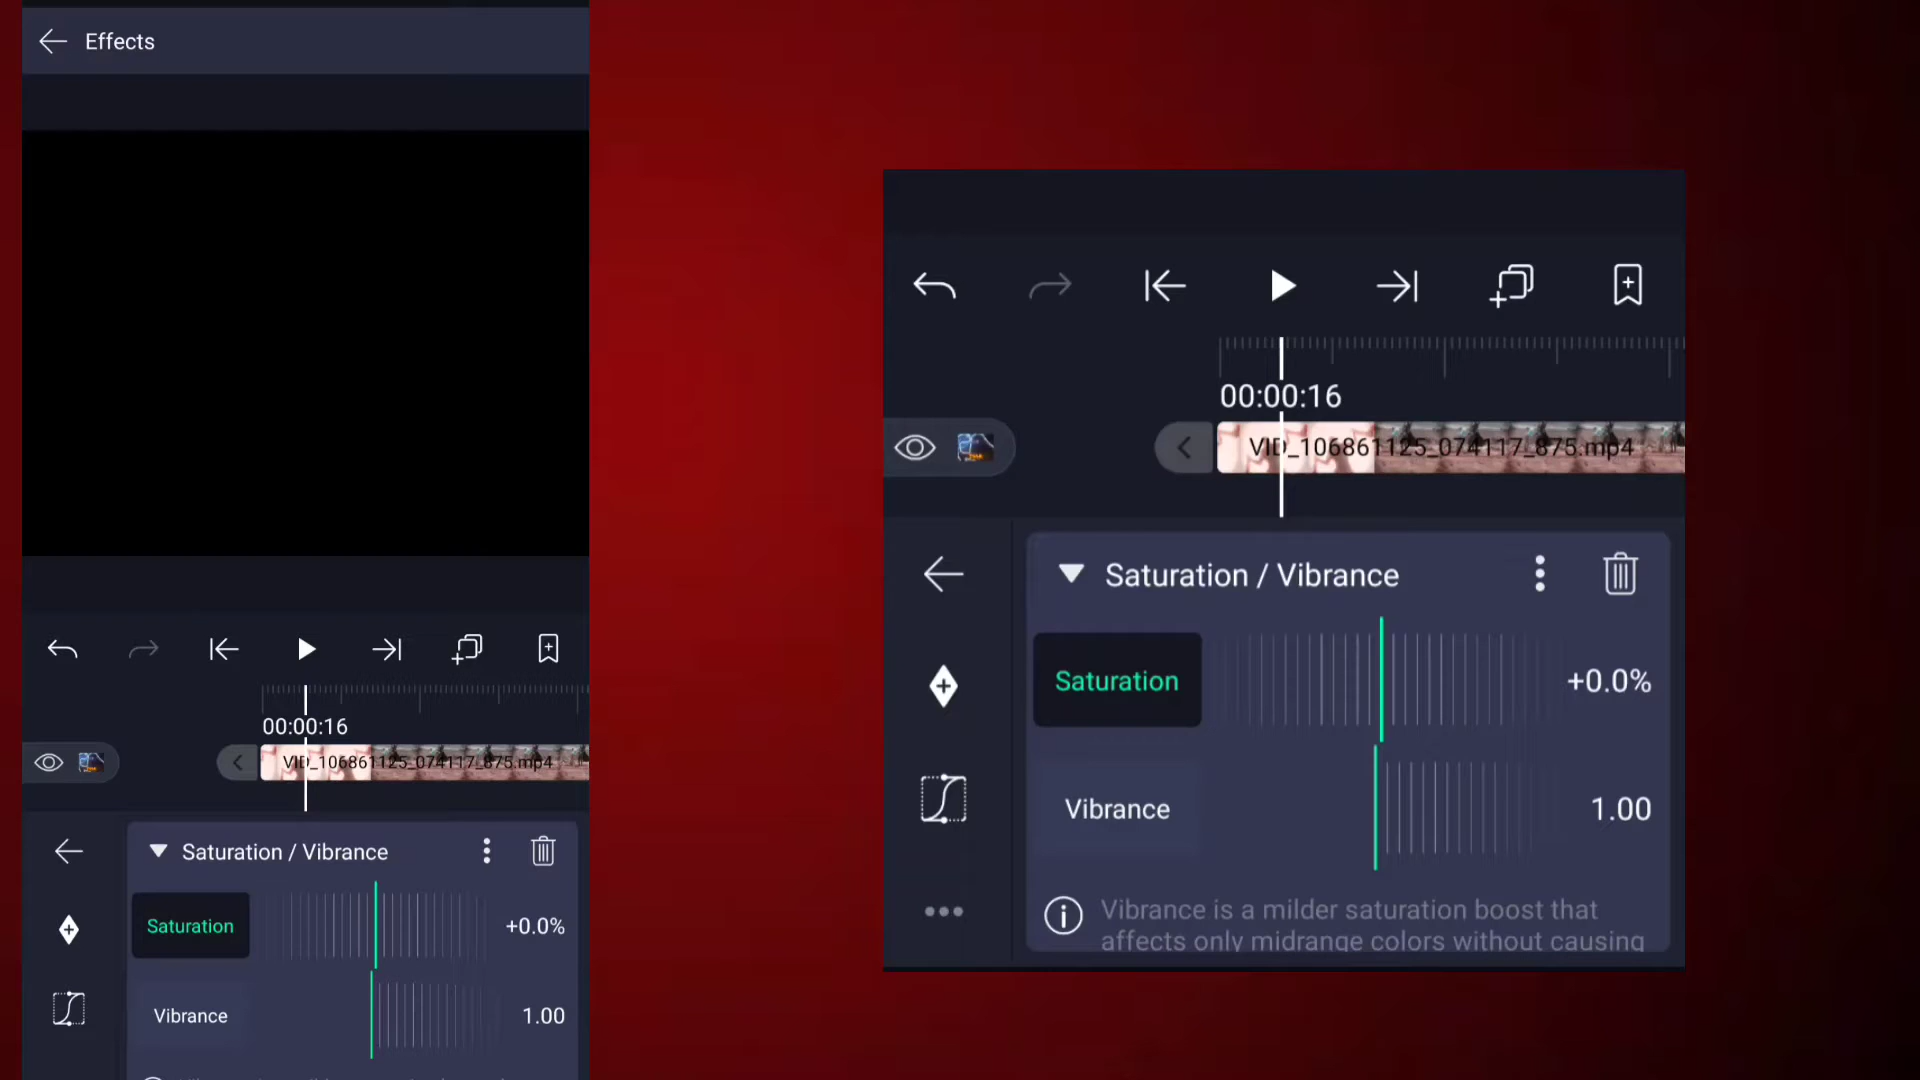 Effects
00:00:16
VID_106861125_074117_875.mp4
Saturation / Vibrance
Saturation
+0.0%
Vibrance
1.00
00:00:16
VID_106861125_074117_875.mp4
Saturation / Vibrance
Saturation
+0.0%
Vibrance
1.00
Vibrance is a milder saturation boost that
affects only midrange colors without causing